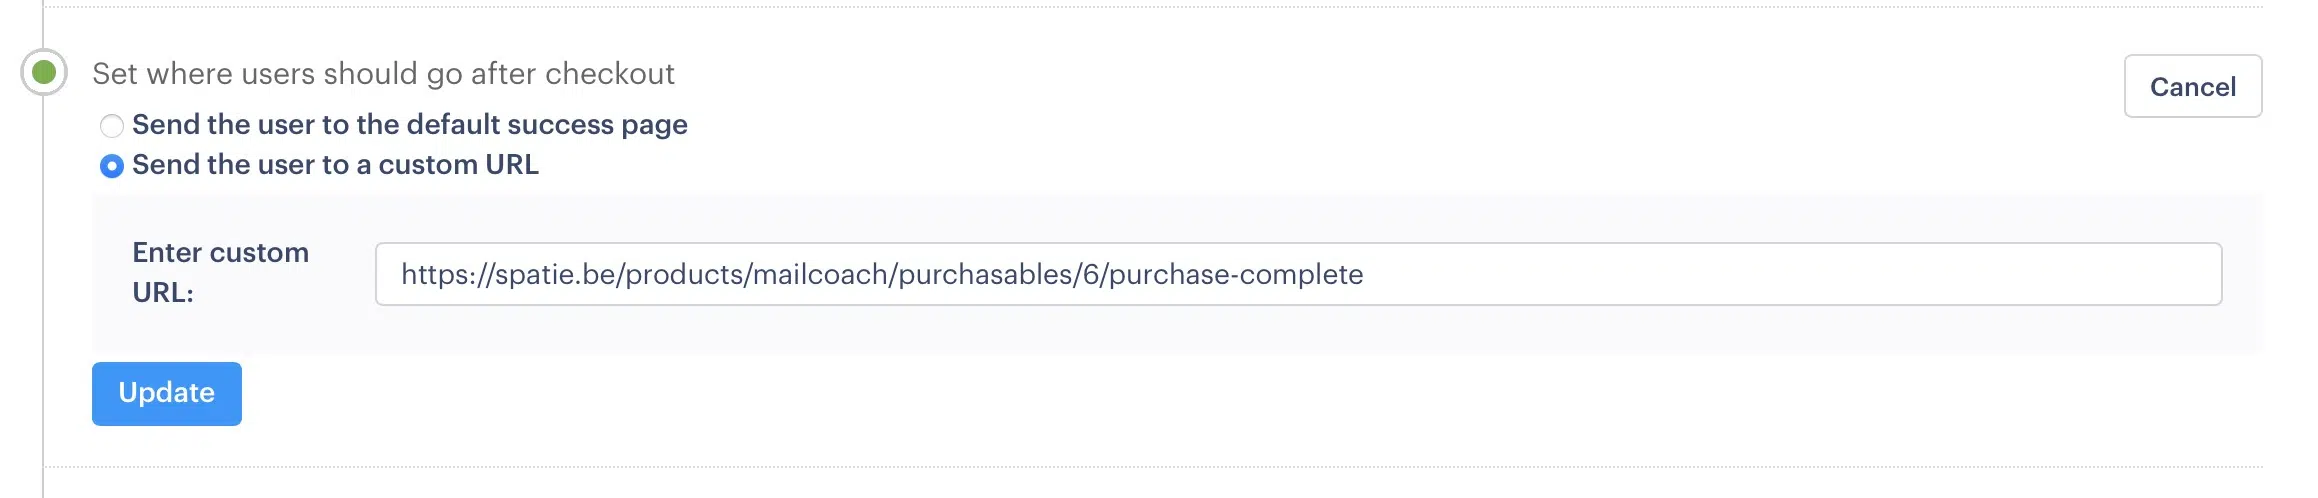 Set where users should go after checkout
Cancel
Send the user to the default success page
Send the user to a custom URL
Enter custom
URL:
https://spatie.be/products/mailcoach/purchasables/6/purchase-complete
Update